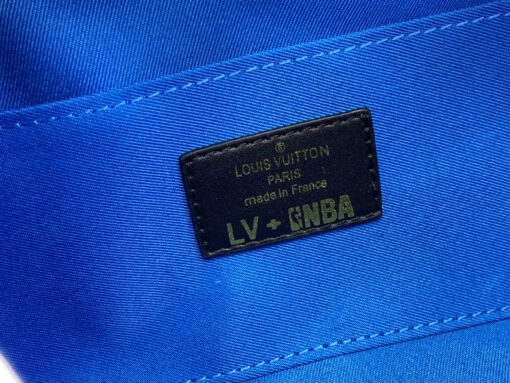 ®
LOUIS VUITTON
PARIS
made in France
LV + NBA